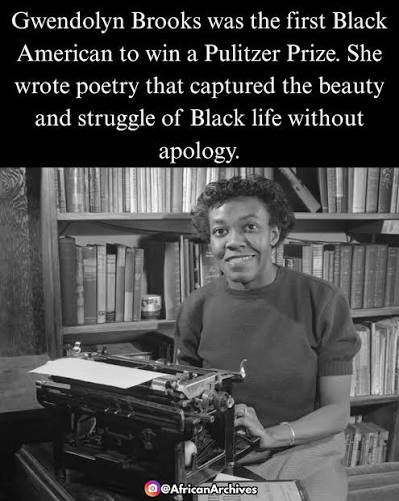 Gwendolyn Brooks was the first Black
American to win a Pulitzer Prize. She
wrote poetry that captured the beauty
and struggle of Black life without
apology.
@AfricanArchives